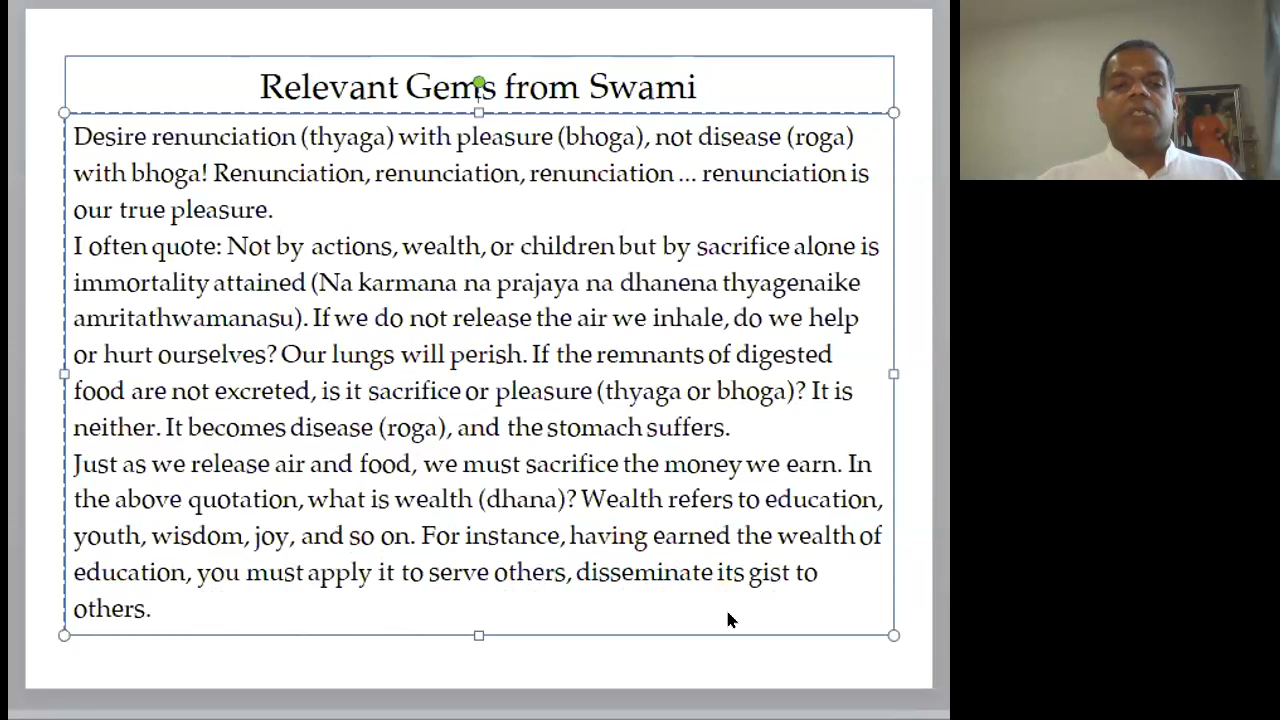 Relevant Gems from Swami
Desire renunciation (thyaga) with pleasure (bhoga), not disease (roga)
with bhoga! Renunciation, renunciation, renunciation ... renunciation is
our true pleasure.
I often quote: Not by actions, wealth, or children but by sacrifice alone is
immortality attained (Na karmana na prajaya na dhanena thyagenaike
amritathwamanasu). If we do not release the air we inhale, do we help
or hurt ourselves? Our lungs will perish. If the remnants of digested
food are not excreted, is it sacrifice or pleasure (thyaga or bhoga)? It is
neither. It becomes disease (roga), and the stomach suffers.
Just as we release air and food, we must sacrifice the money we earn. In
the above quotation, what is wealth (dhana)? Wealth refers to education,
youth, wisdom, joy, and so on. For instance, having earned the wealth of
education, you must apply it to serve others, disseminate its gist to
others.